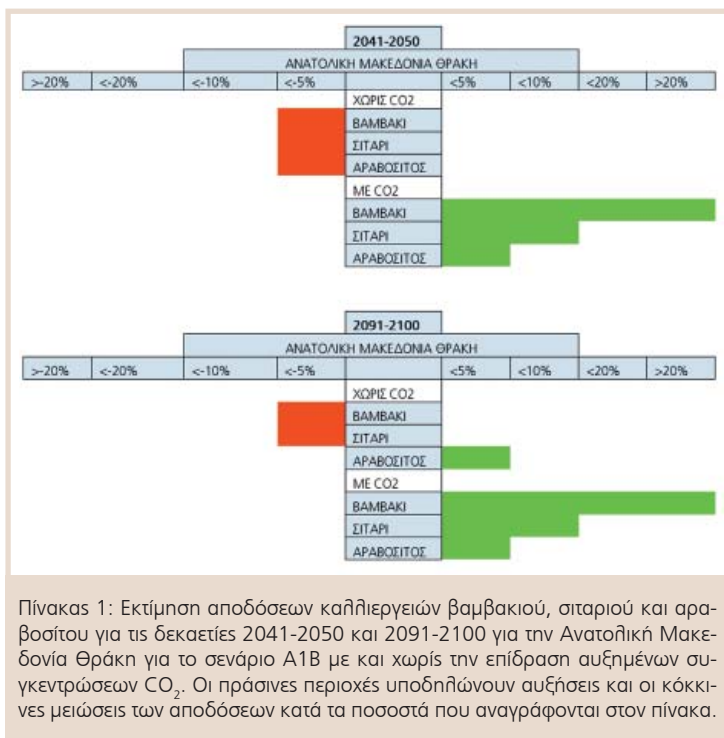 2041-2050
ΑΝΑΤΟΛΙΚΗ ΜΑΚΕΔΟΝΙΑ ΘΡΑΚΗ
>-20% <-20% <-10% <-5% <5% <10% <20% >20%
ΧΩΡΙΣ CO2
ΒΑΜΒΑΚΙ
ΣΙΤΑΡΙ
ΑΡΑΒΟΣΙΤΟΣ
ΜΕ CO2
ΒΑΜΒΑΚΙ
ΣΙΤΑΡΙ
ΑΡΑΒΟΣΙΤΟΣ
2091-2100
ΑΝΑΤΟΛΙΚΗ ΜΑΚΕΔΟΝΙΑ ΘΡΑΚΗ
>-20% <-20% <-10% <-5% <5% <10% <20% >20%
ΧΩΡΙΣ CO2
ΒΑΜΒΑΚΙ
ΣΙΤΑΡΙ
ΑΡΑΒΟΣΙΤΟΣ
ΜΕ CO2
ΒΑΜΒΑΚΙ
ΣΙΤΑΡΙ
ΑΡΑΒΟΣΙΤΟΣ
Πίνακας 1: Εκτίμηση αποδόσεων καλλιεργειών βαμβακιού, σιταριού και αρα-
βοσίτου για τις δεκαετίες 2041-2050 και 2091-2100 για την Ανατολική Μακε-
δονία Θράκη για το σενάριο A1B με και χωρίς την επίδραση αυξημένων συ-
γκεντρώσεων CO₂. Οι πράσινες περιοχές υποδηλώνουν αυξήσεις και οι κόκκι-
νες μειώσεις των αποδόσεων κατά τα ποσοστά που αναγράφονται στον πίνακα.